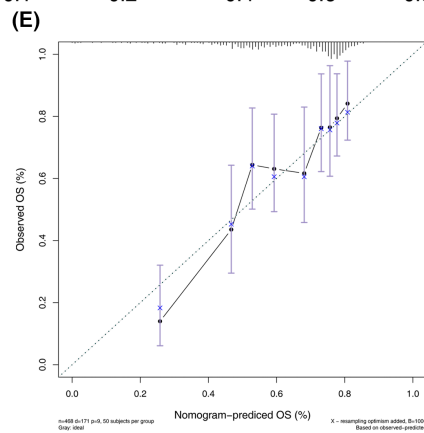 (E)
1.0
0.8
0.6
0.4
0.2
0.0
Observed OS (%)
0.0 0.2 0.4 0.6 0.8 1.0
Nomogram-prediced OS (%)
n=468 d=171 p=9, 50 subjects per group
Gray: ideal
X − resampling optimism added, B=100
Based on observed-predicte